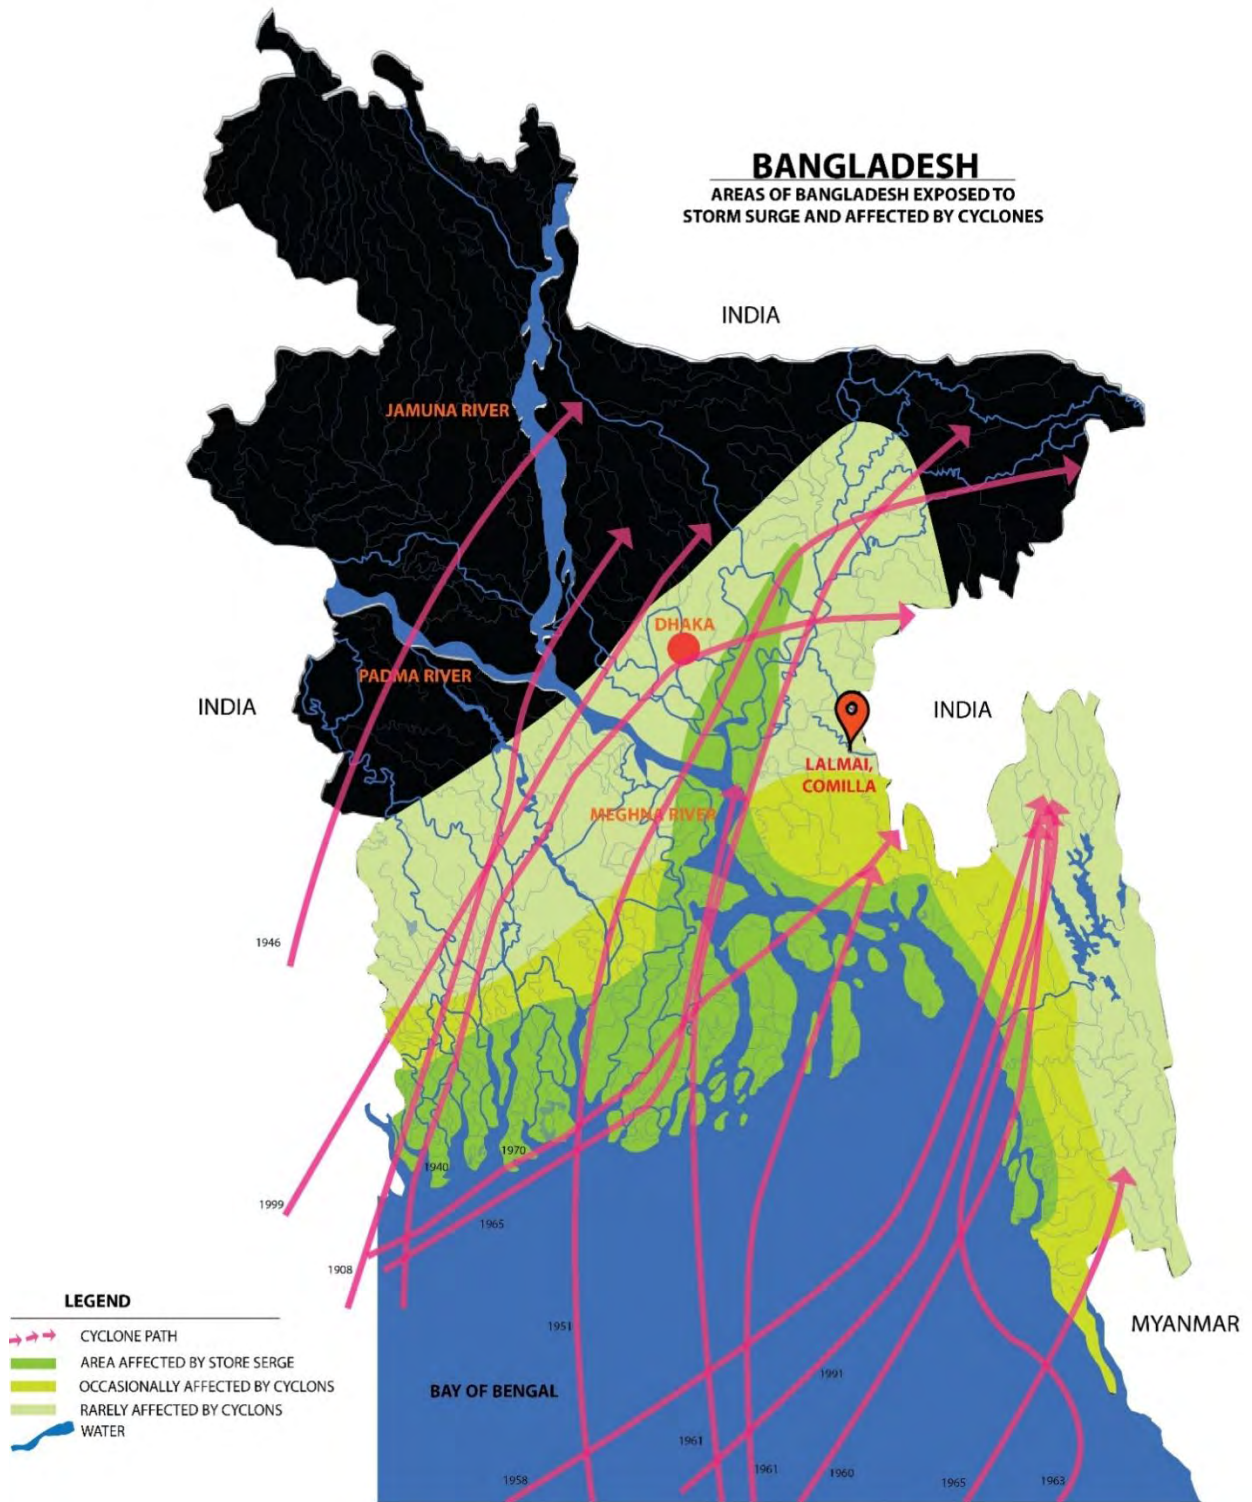 BANGLADESH
AREAS OF BANGLADESH EXPOSED TO
STORM SURGE AND AFFECTED BY CYCLONES
INDIA
JAMUNA RIVER
DHAKA
PADMA RIVER
INDIA
INDIA
LALMAI,
COMILLA
MEGHNA RIVER
1946
1970
1940
1999
1965
1908
LEGEND
CYCLONE PATH
AREA AFFECTED BY STORE SERGE
OCCASIONALLY AFFECTED BY CYCLONS
RARELY AFFECTED BY CYCLONS
WATER
1951
MYANMAR
BAY OF BENGAL
1991
1961
1958
1961
1960
1965
1963